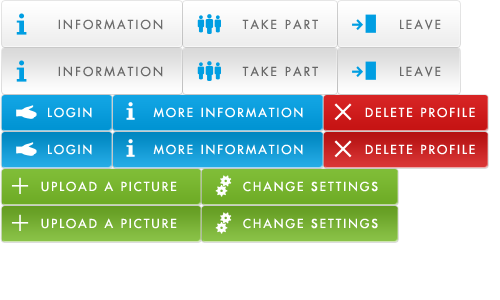 INFORMATION TAKE PART LEAVE
INFORMATION TAKE PART LEAVE
LOGIN MORE INFORMATION DELETE PROFILE
LOGIN MORE INFORMATION DELETE PROFILE
UPLOAD A PICTURE CHANGE SETTINGS
UPLOAD A PICTURE CHANGE SETTINGS